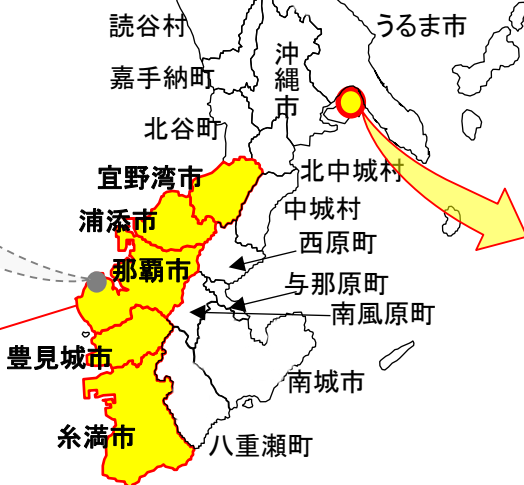 読谷村
うるま市
沖縄市
嘉手納町
北谷町
北中城村
宜野湾市
中城村
浦添市
西原町
那覇市
与那原町
南風原町
豊見城市
南城市
糸満市
八重瀬町